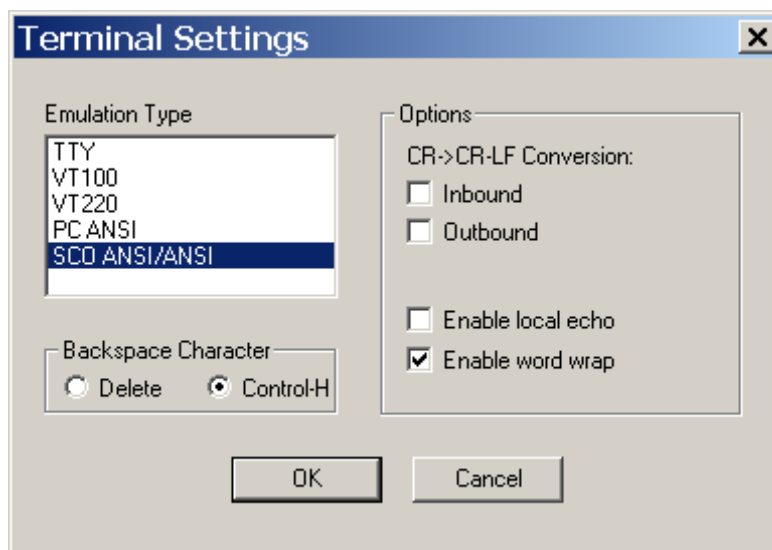 Terminal Settings
Emulation Type
TTY
VT100
VT220
PC ANSI
SCO ANSI/ANSI
Backspace Character
Delete
Control-H
Options
CR->CR-LF Conversion:
Inbound
Outbound
Enable local echo
Enable word wrap
OK
Cancel